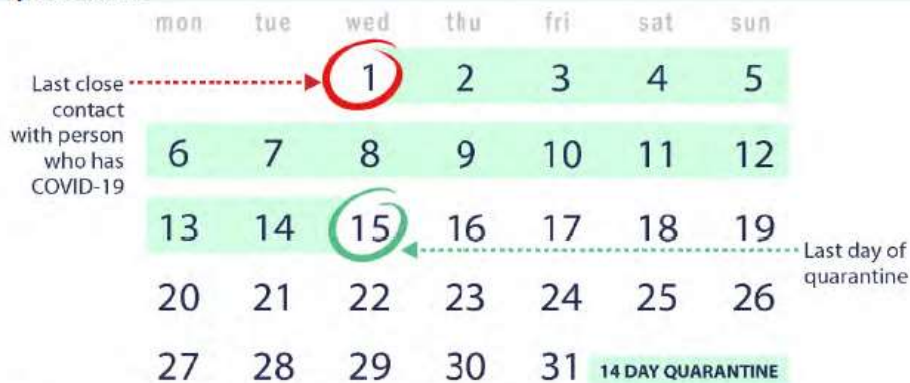 mon tue wed thu fri sat sun
Last close
contact
with person
who has
COVID-19
1 2 3 4 5
6 7 8 9 10 11 12
13 14 15 16 17 18 19
Last day of
quarantine
20 21 22 23 24 25 26
27 28 29 30 31
14 DAY QUARANTINE